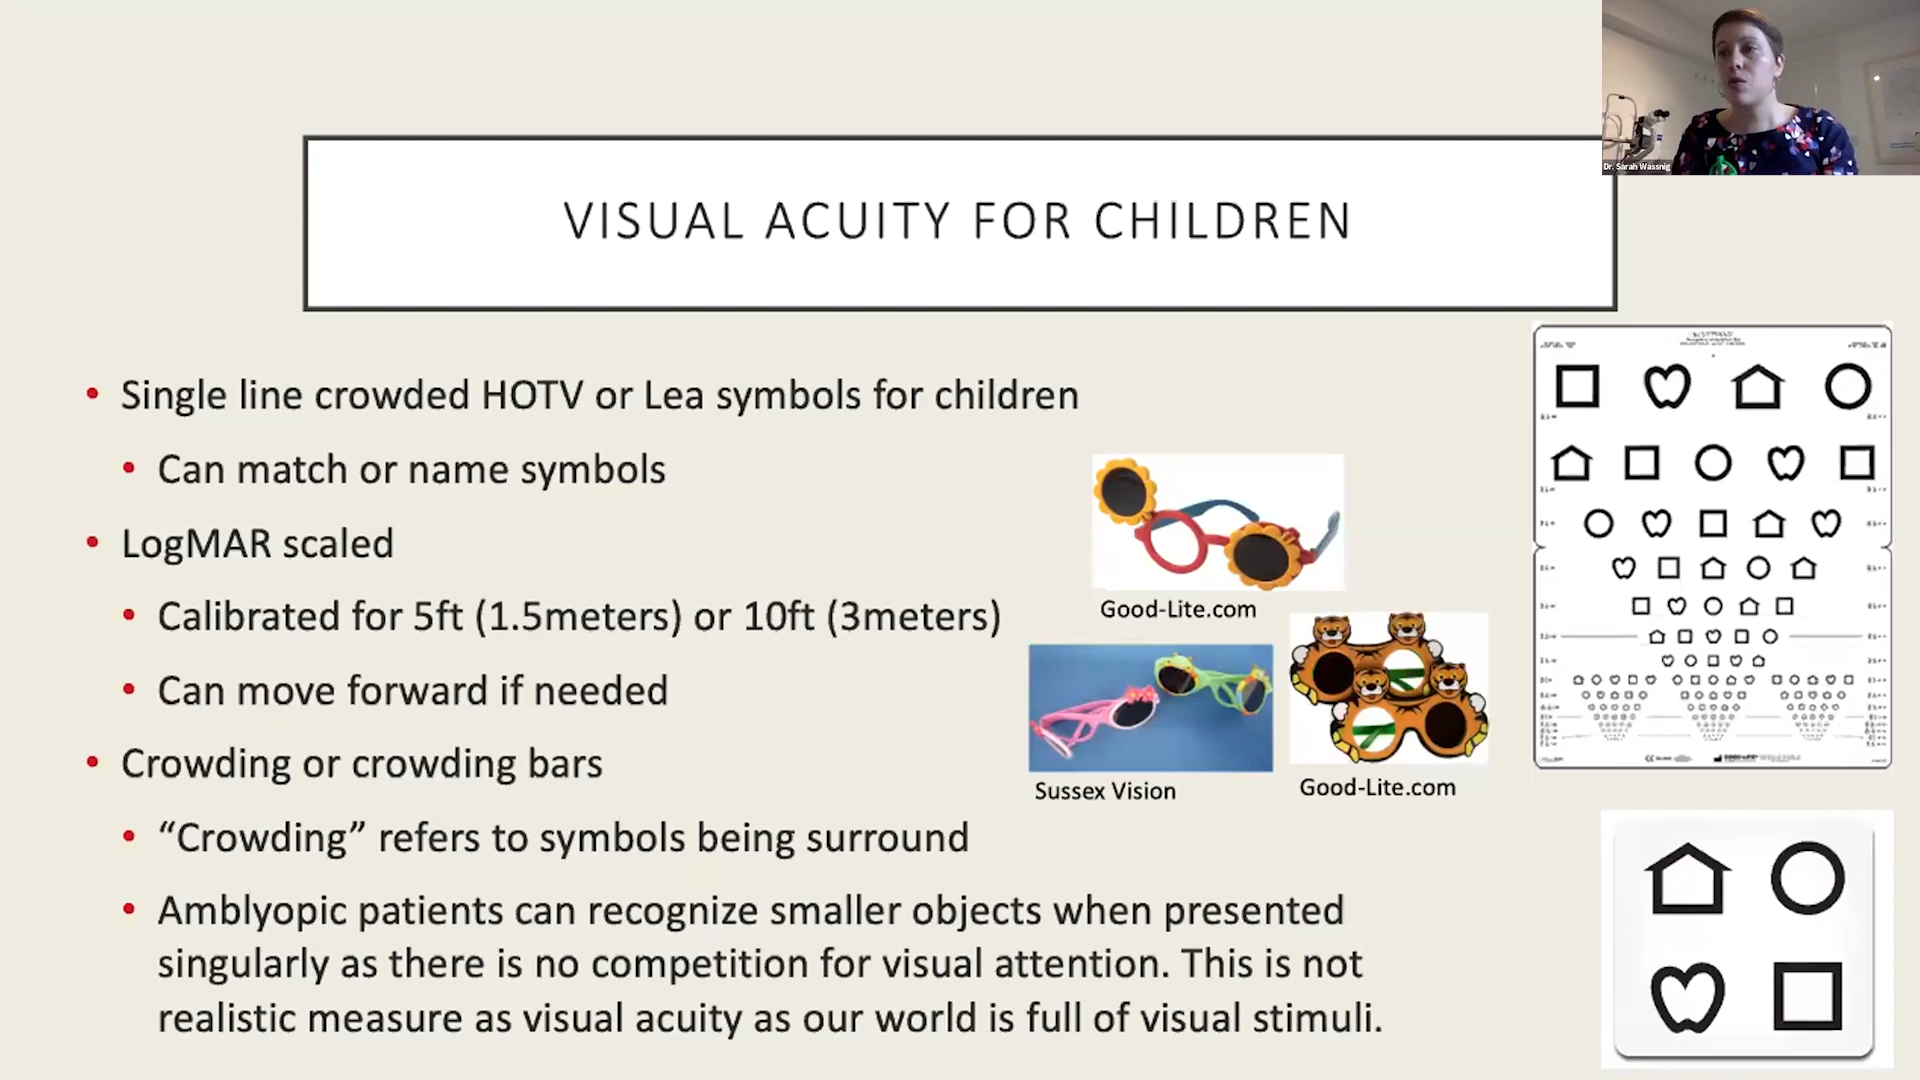 Dr. Sarah Wassnig
VISUAL ACUITY FOR CHILDREN
• Single line crowded HOTV or Lea symbols for children
• Can match or name symbols
• LogMAR scaled
• Calibrated for 5ft (1.5meters) or 10ft (3meters)
• Can move forward if needed
• Crowding or crowding bars
• “Crowding” refers to symbols being surround
• Amblyopic patients can recognize smaller objects when presented
singularly as there is no competition for visual attention. This is not
realistic measure as visual acuity as our world is full of visual stimuli.
Good-Lite.com
Sussex Vision
Good-Lite.com